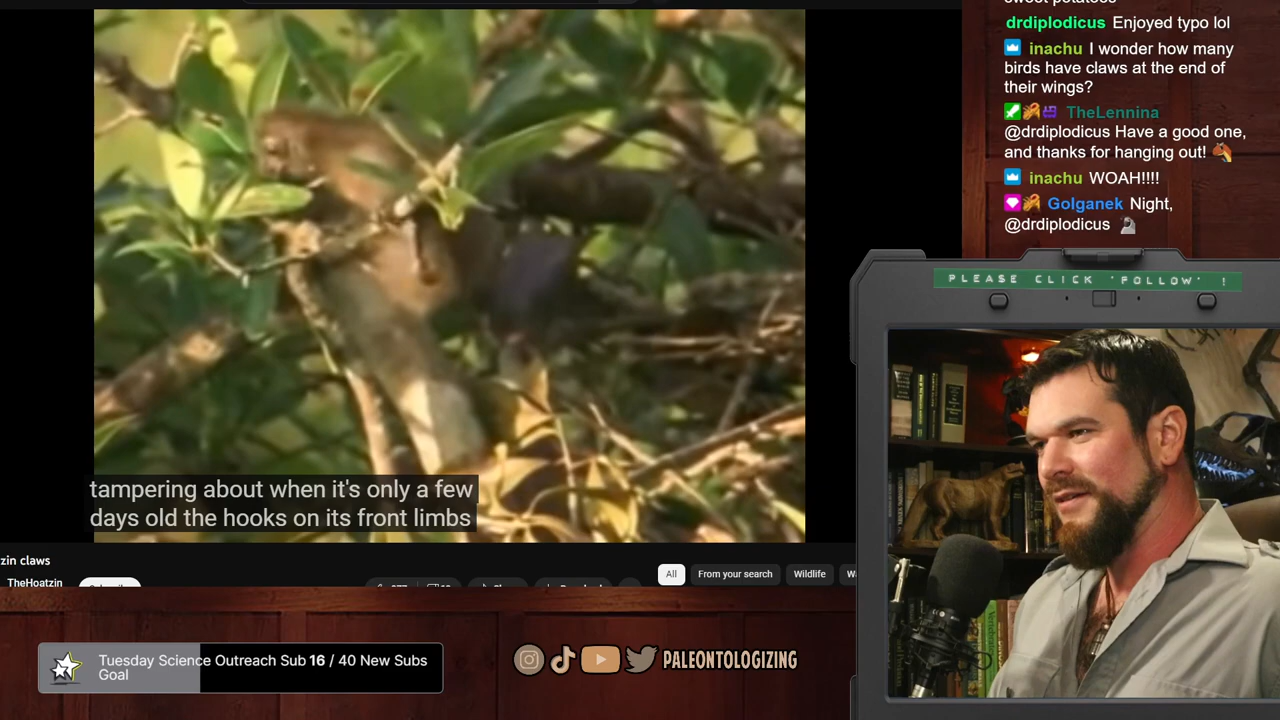 sweet potatoes
drdiplodicus Enjoyed typo lol
inachu I wonder how many
birds have claws at the end of
their wings?
TheLennina
@drdiplodicus Have a good one,
and thanks for hanging out!
inachu WOAH!!!!
Golganek Night,
@drdiplodicus
PLEASE CLICK 'FOLLOW' !
tampering about when it's only a few
days old the hooks on its front limbs
zin claws
TheHoatzin
All
From your search
Wildlife
Tuesday Science Outreach Sub 16 / 40 New Subs
Goal
PALEONTOLOGIZING